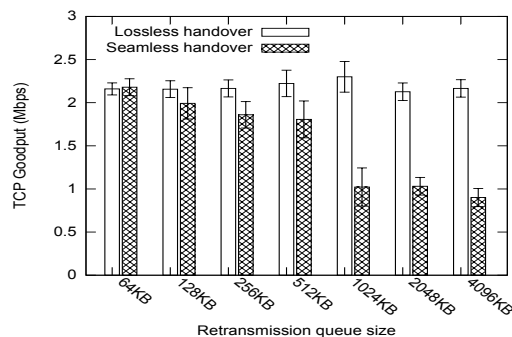 3
2.5
2
1.5
1
0.5
0
TCP Goodput (Mbps)
Lossless handover
Seamless handover
64KB
128KB
256KB
512KB
1024KB
2048KB
4096KB
Retransmission queue size